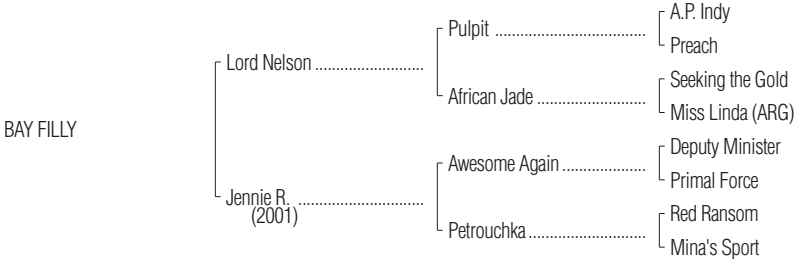 A.P. Indy
Pulpit ....................................
Preach
Lord Nelson ..........................
Seeking the Gold
African Jade ..........................
Miss Linda (ARG)
BAY FILLY
Deputy Minister
Awesome Again ....................
Primal Force
Jennie R. ..............................
(2001)
Red Ransom
Petrouchka............................
Mina's Sport